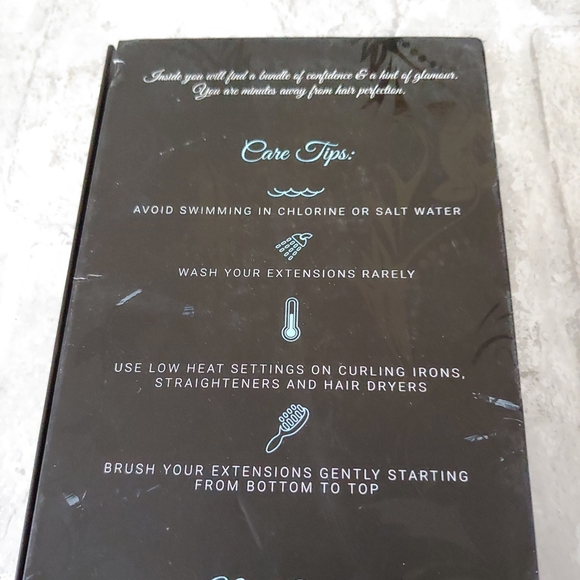 Inside you will find a bundle of confidence & a hint of glamour.
You are minutes away from hair perfection.
Care Tips:
AVOID SWIMMING IN CHLORINE OR SALT WATER
WASH YOUR EXTENSIONS RARELY
USE LOW HEAT SETTINGS ON CURLING IRONS,
STRAIGHTENERS AND HAIR DRYERS
BRUSH YOUR EXTENSIONS GENTLY STARTING
FROM BOTTOM TO TOP